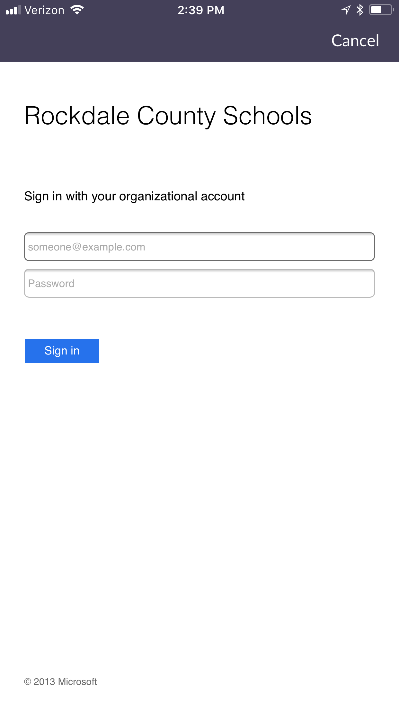 Verizon 2:39 PM
Cancel
Rockdale County Schools
Sign in with your organizational account
someone@example.com
Password
Sign in
© 2013 Microsoft